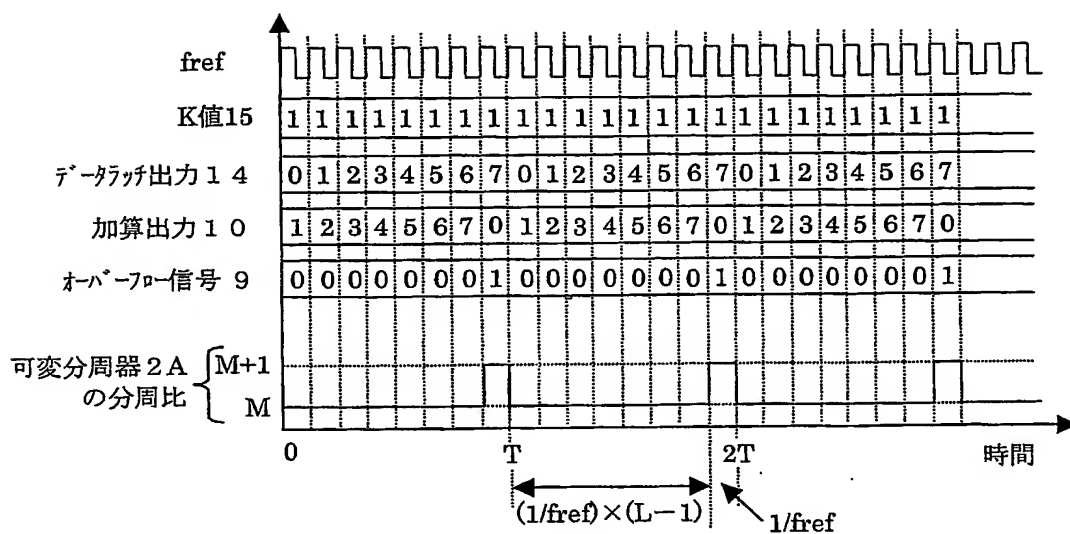 fref
K値15 1 1 1 1 1 1 1 1 1 1 1 1 1 1 1 1 1 1 1 1 1 1 1 1
ﾃﾞｰﾀﾗｯﾁ出力１４ 0 1 2 3 4 5 6 7 0 1 2 3 4 5 6 7 0 1 2 3 4 5 6 7
加算出力１０ 1 2 3 4 5 6 7 0 1 2 3 4 5 6 7 0 1 2 3 4 5 6 7 0
ｵｰﾊﾞｰﾌﾛｰ信号９ 0 0 0 0 0 0 0 1 0 0 0 0 0 0 0 1 0 0 0 0 0 0 0 1
可変分周器２Ａ
の分周比
M+1
M
0 T 2T 時間
(1/fref)×(L－1)
1/fref